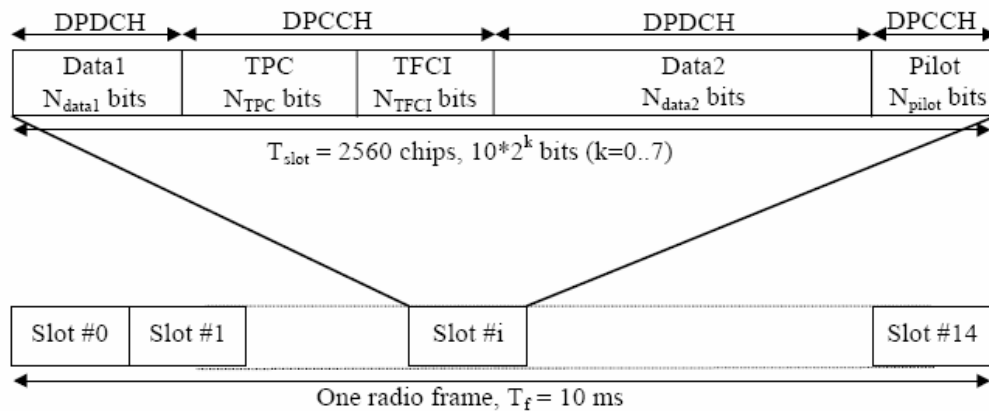 DPDCH DPCCH DPDCH DPCCH
Data1 TPC TFCI Data2 Pilot
N_data1 bits N_TPC bits N_TFCI bits N_data2 bits N_pilot bits
T_slot = 2560 chips, 10*2^k bits (k=0..7)
Slot #0 Slot #1 Slot #i Slot #14
One radio frame, T_f = 10 ms